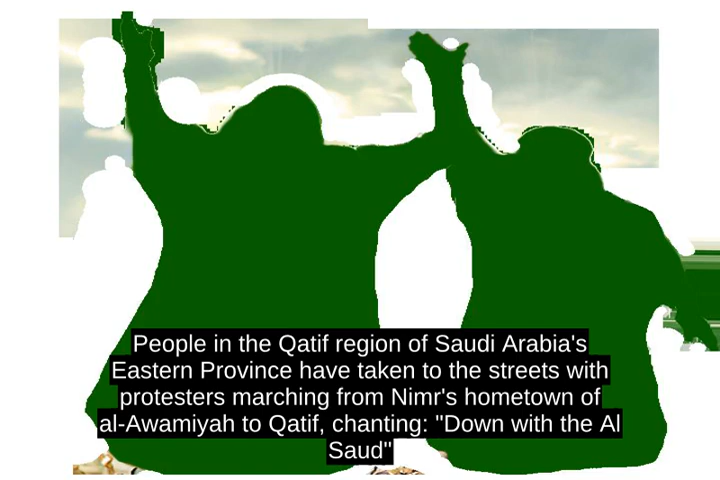 People in the Qatif region of Saudi Arabia's
Eastern Province have taken to the streets with
protesters marching from Nimr's hometown of
al-Awamiyah to Qatif, chanting: "Down with the Al
Saud"